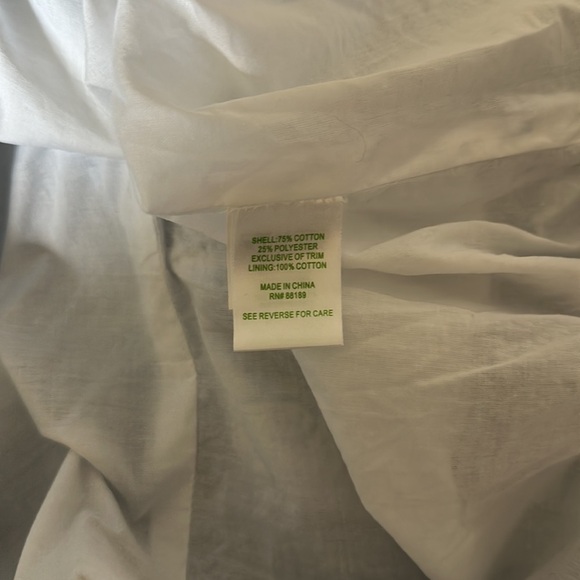 SHELL:75% COTTON
25% POLYESTER
EXCLUSIVE OF TRIM
LINING:100% COTTON
MADE IN CHINA
RN# 88189
SEE REVERSE FOR CARE